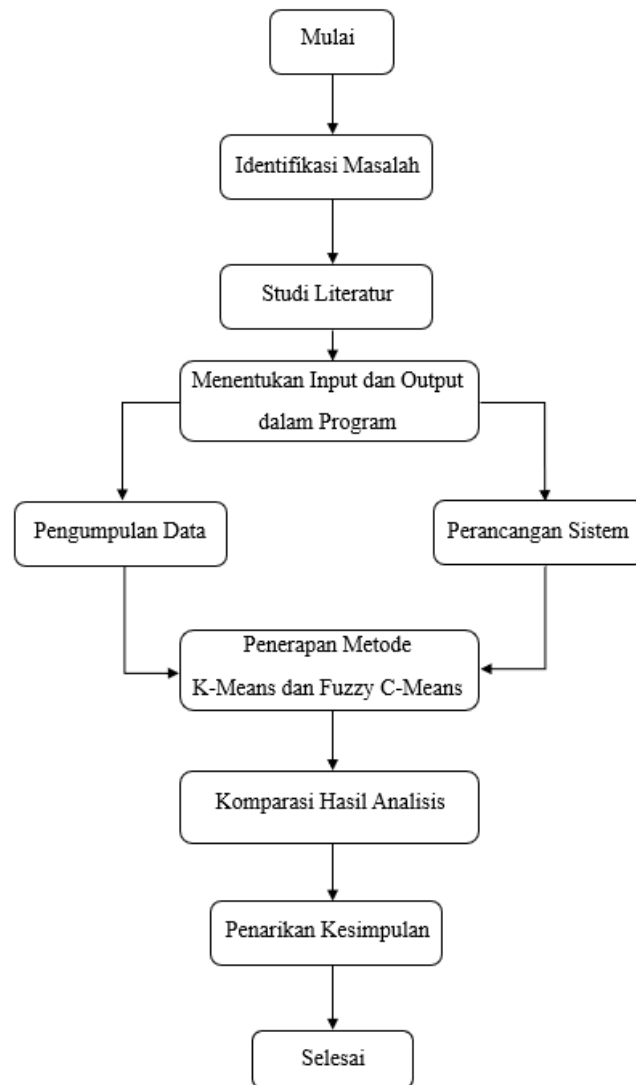 Mulai
Identifikasi Masalah
Studi Literatur
Menentukan Input dan Output
dalam Program
Pengumpulan Data
Perancangan Sistem
Penerapan Metode
K-Means dan Fuzzy C-Means
Komparasi Hasil Analisis
Penarikan Kesimpulan
Selesai